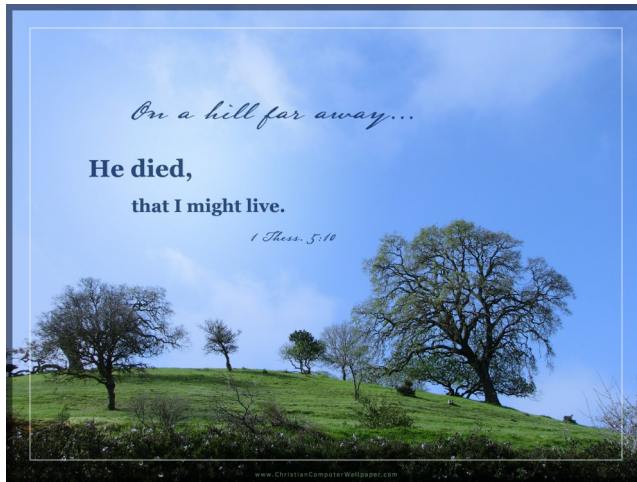 On a hill far away...
He died,
that I might live.
1 Thess. 5:10
www.ChristianComputerWallpaper.com